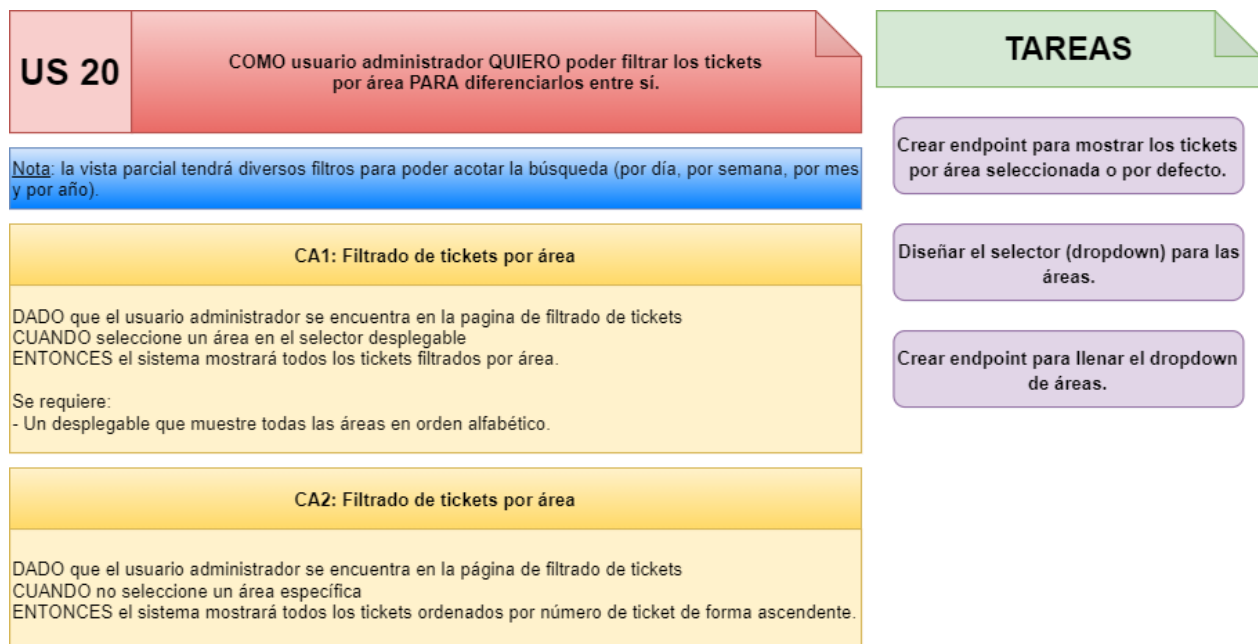 US 20
COMO usuario administrador QUIERO poder filtrar los tickets
por área PARA diferenciarlos entre sí.
Nota: la vista parcial tendrá diversos filtros para poder acotar la búsqueda (por día, por semana, por mes
y por año).
CA1: Filtrado de tickets por área
DADO que el usuario administrador se encuentra en la pagina de filtrado de tickets
CUANDO seleccione un área en el selector desplegable
ENTONCES el sistema mostrará todos los tickets filtrados por área.
Se requiere:
- Un desplegable que muestre todas las áreas en orden alfabético.
CA2: Filtrado de tickets por área
DADO que el usuario administrador se encuentra en la página de filtrado de tickets
CUANDO no seleccione un área específica
ENTONCES el sistema mostrará todos los tickets ordenados por número de ticket de forma ascendente.
TAREAS
Crear endpoint para mostrar los tickets
por área seleccionada o por defecto.
Diseñar el selector (dropdown) para las
áreas.
Crear endpoint para llenar el dropdown
de áreas.